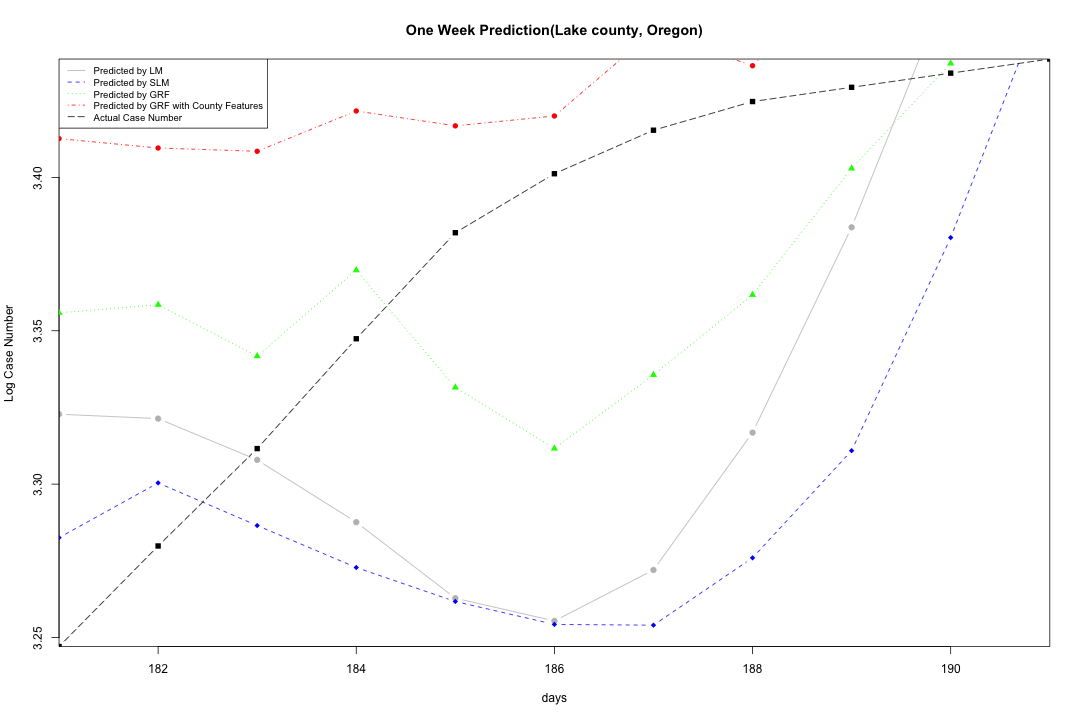 One Week Prediction(Lake county, Oregon)
Predicted by LM
Predicted by SLM
Predicted by GRF
Predicted by GRF with County Features
Actual Case Number
Log Case Number
3.40
3.35
3.30
3.25
182 184 186 188 190
days